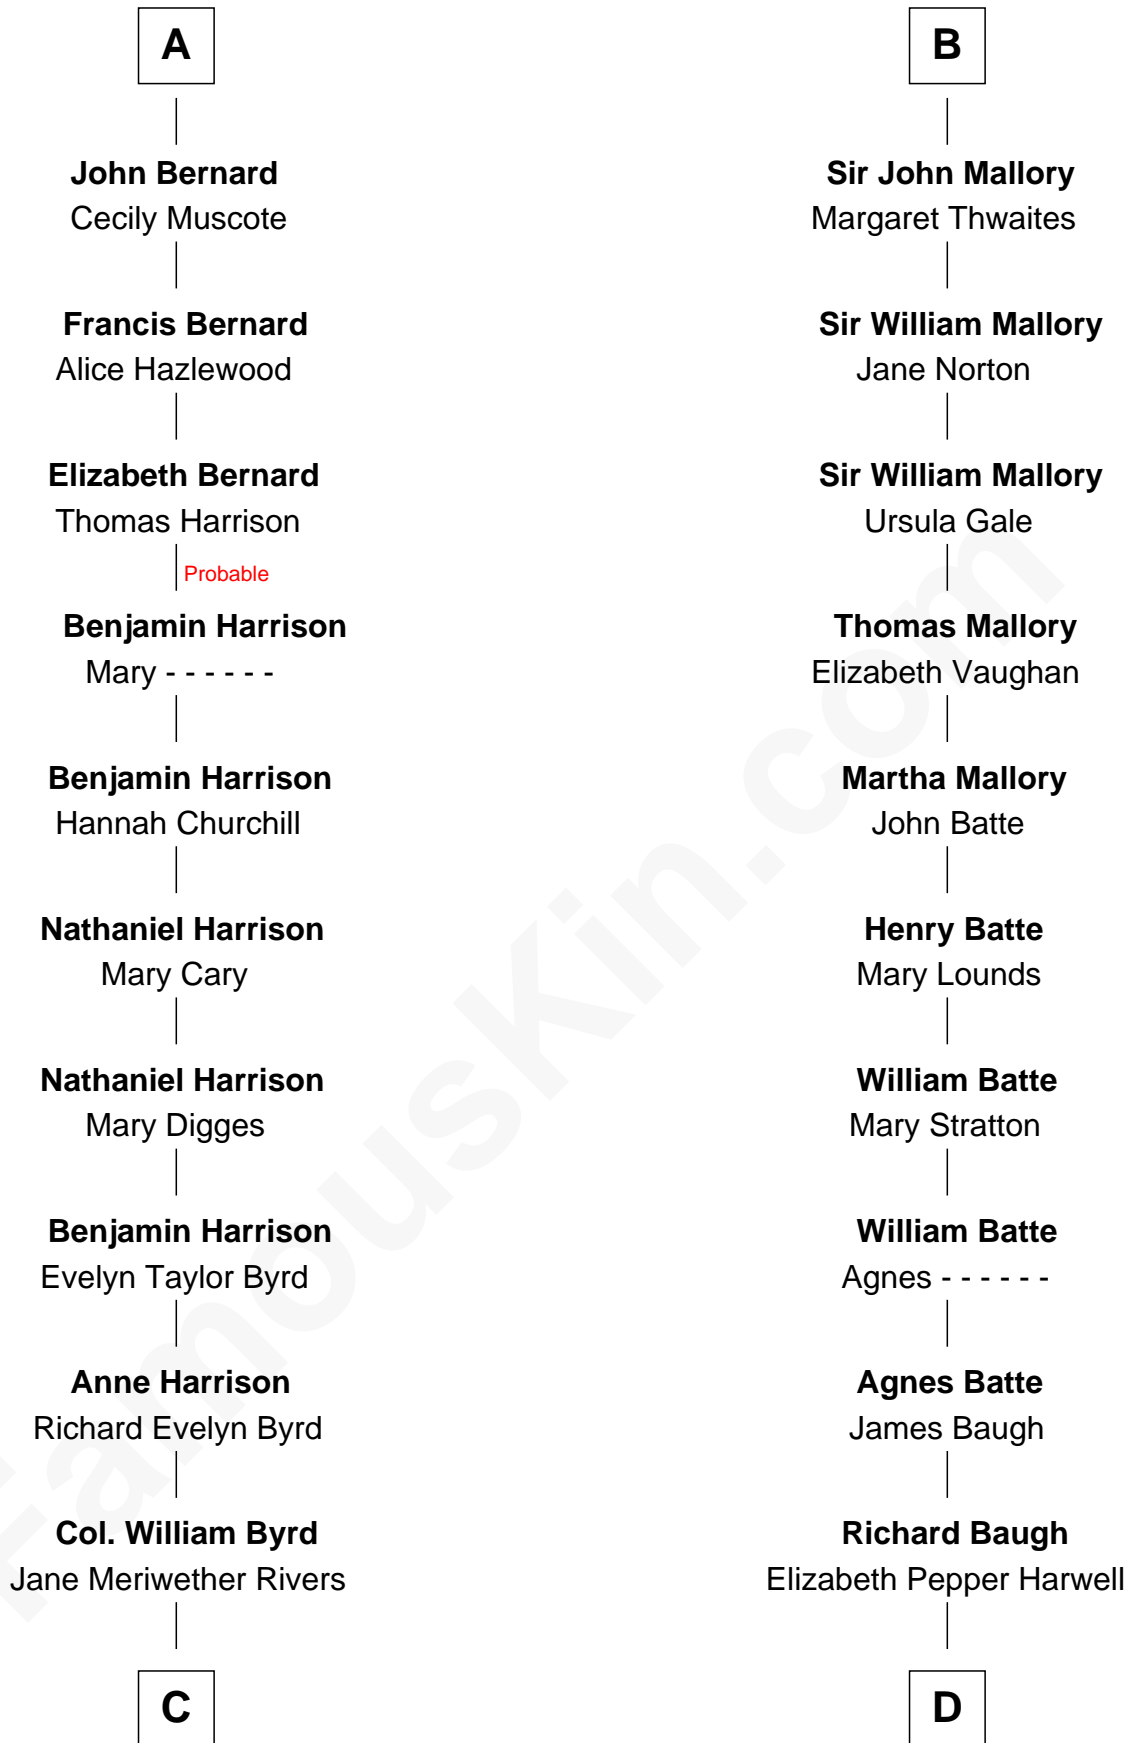 A
John Bernard
Cecily Muscote
Francis Bernard
Alice Hazlewood
Elizabeth Bernard
Thomas Harrison
Probable
Benjamin Harrison
Mary - - - - - -
Benjamin Harrison
Hannah Churchill
Nathaniel Harrison
Mary Cary
Nathaniel Harrison
Mary Digges
Benjamin Harrison
Evelyn Taylor Byrd
Anne Harrison
Richard Evelyn Byrd
Col. William Byrd
Jane Meriwether Rivers
C
B
Sir John Mallory
Margaret Thwaites
Sir William Mallory
Jane Norton
Sir William Mallory
Ursula Gale
Thomas Mallory
Elizabeth Vaughan
Martha Mallory
John Batte
Henry Batte
Mary Lounds
William Batte
Mary Stratton
William Batte
Agnes - - - - - -
Agnes Batte
James Baugh
Richard Baugh
Elizabeth Pepper Harwell
D
FamousKin.com